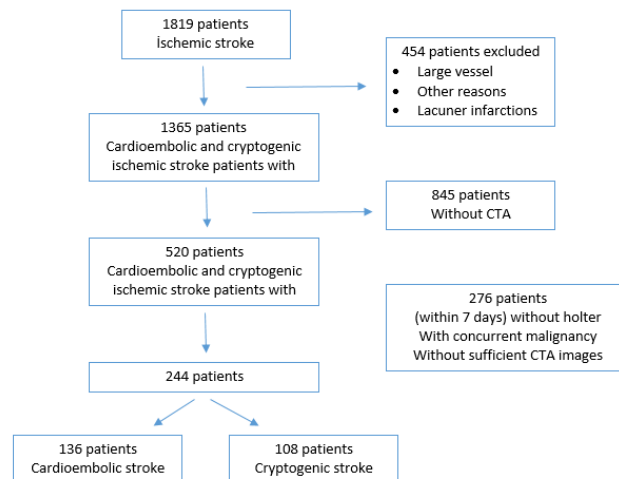 1819 patients
İschemic stroke
454 patients excluded
• Large vessel
• Other reasons
• Lacuner infarctions
1365 patients
Cardioembolic and cryptogenic
ischemic stroke patients with
845 patients
Without CTA
520 patients
Cardioembolic and cryptogenic
ischemic stroke patients with
276 patients
(within 7 days) without holter
With concurrent malignancy
Without sufficient CTA images
244 patients
136 patients
Cardioembolic stroke
108 patients
Cryptogenic stroke